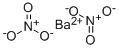 O⁻ O
N⁺ Ba²⁺ N⁺
O O⁻ ⁻O O⁻